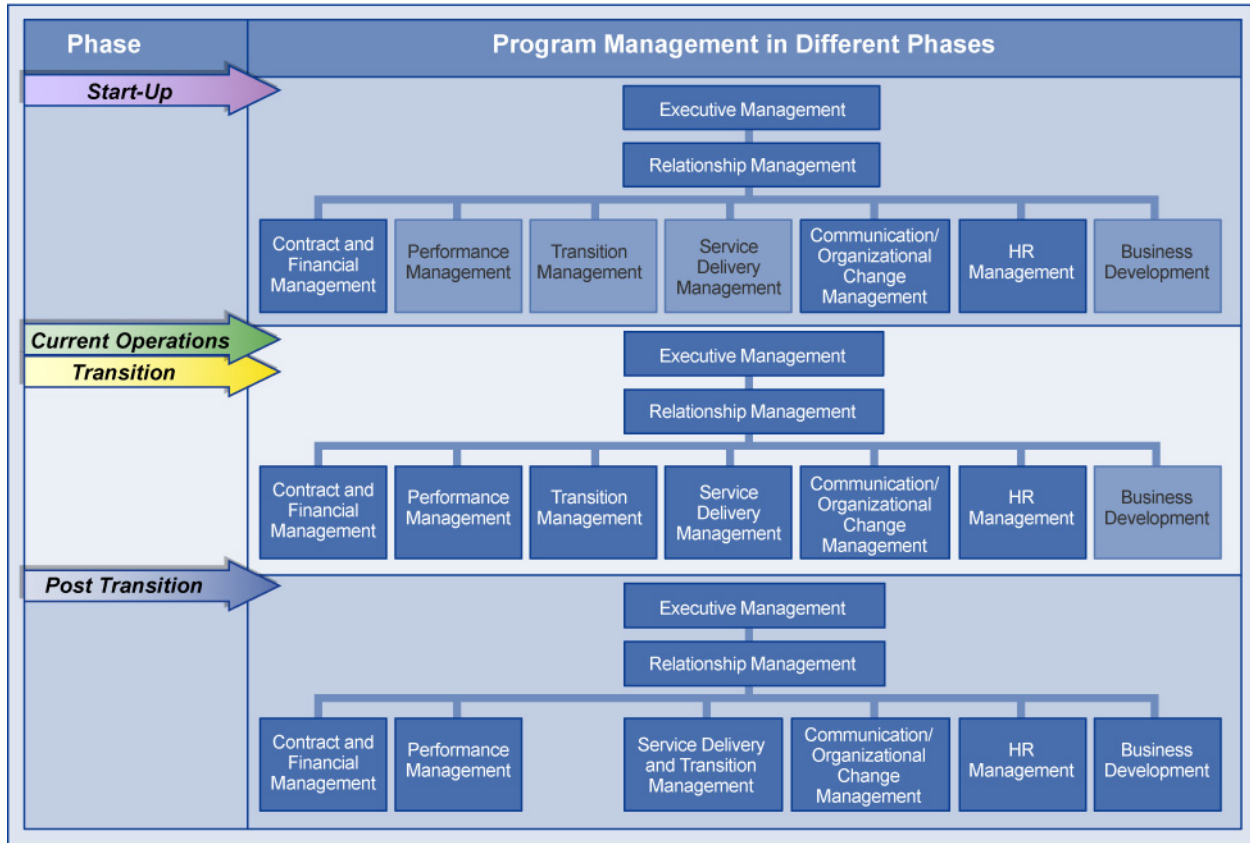 Phase
Program Management in Different Phases
Start-Up
Executive Management
Relationship Management
Contract and
Financial
Management
Performance
Management
Transition
Management
Service
Delivery
Management
Communication/
Organizational
Change
Management
HR
Management
Business
Development
Current Operations
Transition
Executive Management
Relationship Management
Contract and
Financial
Management
Performance
Management
Transition
Management
Service
Delivery
Management
Communication/
Organizational
Change
Management
HR
Management
Business
Development
Post Transition
Executive Management
Relationship Management
Contract and
Financial
Management
Performance
Management
Service Delivery
and Transition
Management
Communication/
Organizational
Change
Management
HR
Management
Business
Development